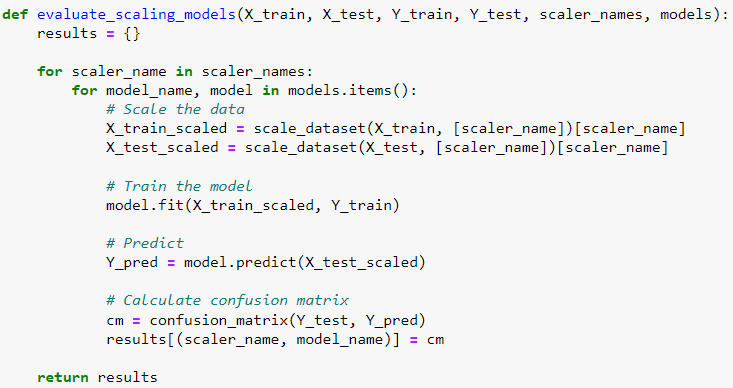 def evaluate_scaling_models(X_train, X_test, Y_train, Y_test, scaler_names, models):
    results = {}

    for scaler_name in scaler_names:
        for model_name, model in models.items():
            # Scale the data
            X_train_scaled = scale_dataset(X_train, [scaler_name])[scaler_name]
            X_test_scaled = scale_dataset(X_test, [scaler_name])[scaler_name]

            # Train the model
            model.fit(X_train_scaled, Y_train)

            # Predict
            Y_pred = model.predict(X_test_scaled)

            # Calculate confusion matrix
            cm = confusion_matrix(Y_test, Y_pred)
            results[(scaler_name, model_name)] = cm

    return results